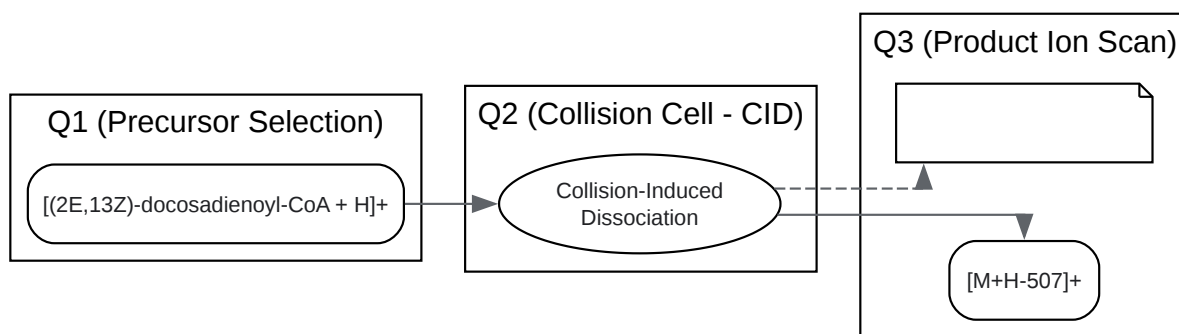 Q1 (Precursor Selection)
[(2E,13Z)-docosadienoyl-CoA + H]+
Q2 (Collision Cell - CID)
Collision-Induced
Dissociation
Q3 (Product Ion Scan)
[M+H-507]+